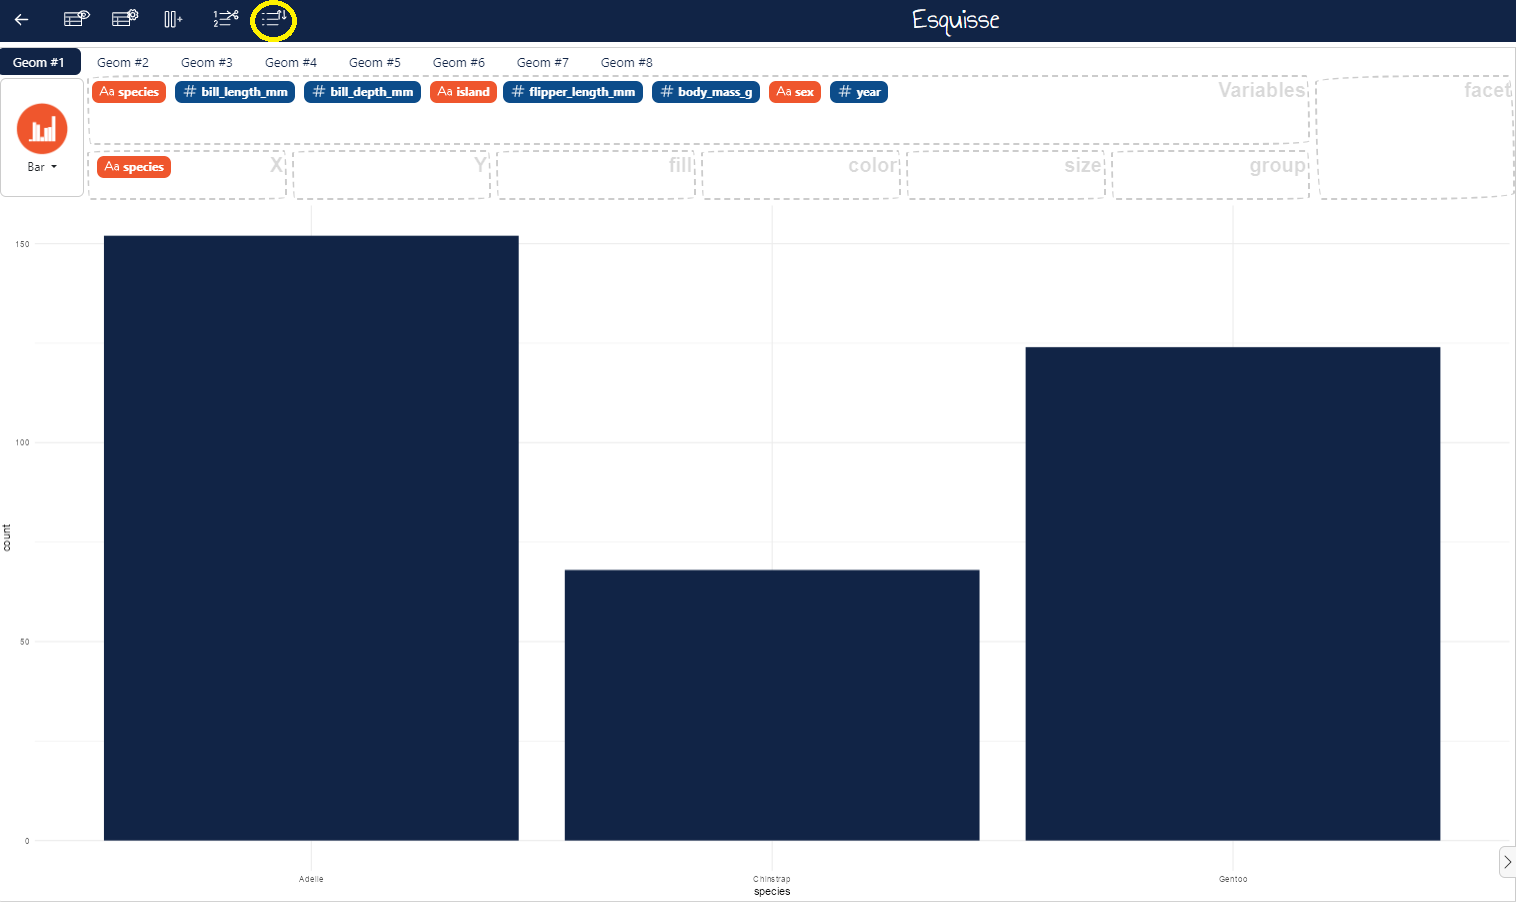 Esquisse
Geom #1 Geom #2 Geom #3 Geom #4 Geom #5 Geom #6 Geom #7 Geom #8
Aa species # bill_length_mm # bill_depth_mm Aa island # flipper_length_mm # body_mass_g Aa sex # year Variables facet
Bar
Aa species X Y fill color size group
150
100
50
0
count
Adelie Chinstrap Gentoo
species